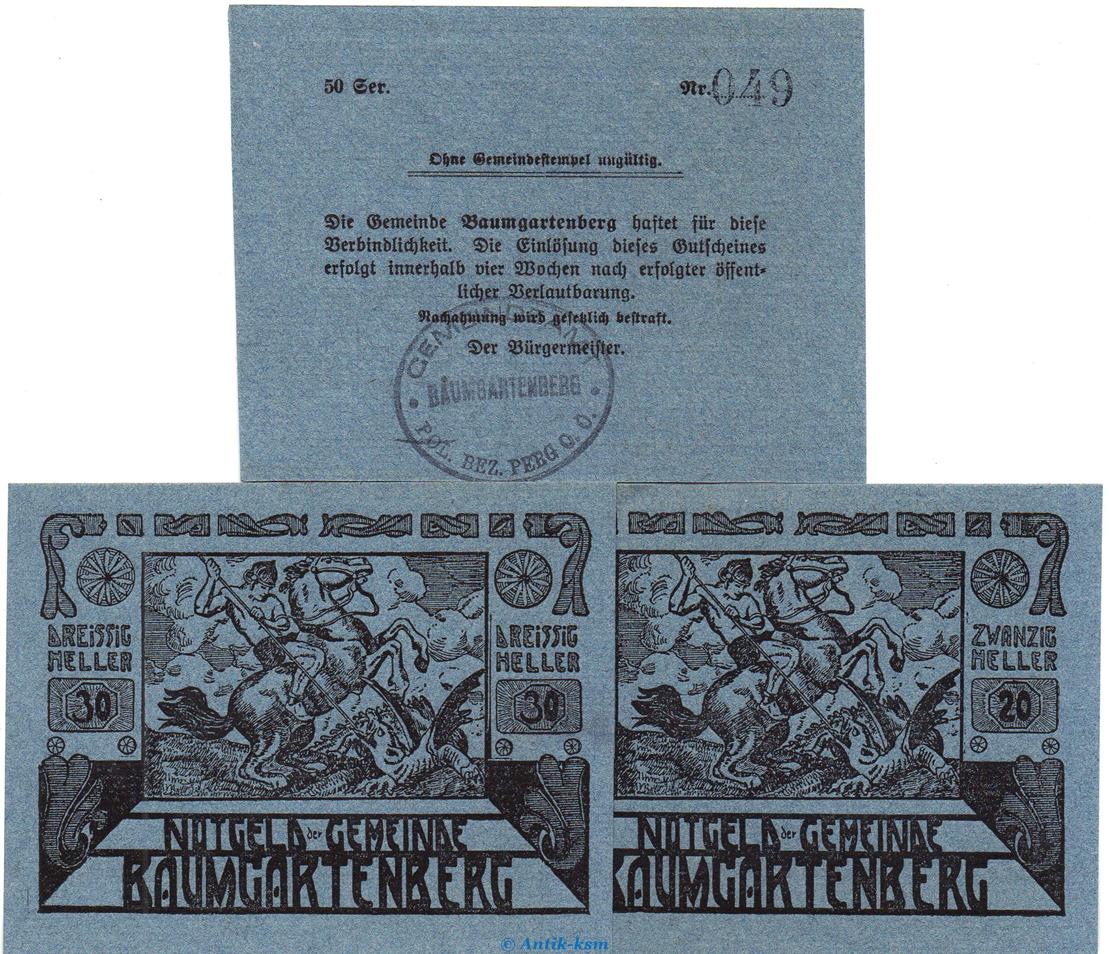 50 Ser. Nr. 049
Ohne Gemeindestempel ungültig.
Die Gemeinde Baumgartenberg haftet für diese
Verbindlichkeit. Die Einlösung dieses Gutscheines
erfolgt innerhalb vier Wochen nach erfolgter öffent-
licher Verlautbarung.
Nachahmung wird gesetzlich bestraft.
Der Bürgermeister.
BAUMGARTENBERG
POL. BEZ. PERG O. Ö.
DREISSIG HELLER
30
DREISSIG HELLER
30
NOTGELD der GEMEINDE
BAUMGARTENBERG
ZWANZIG HELLER
20
NOTGELD der GEMEINDE
BAUMGARTENBERG
© Antik-ksm